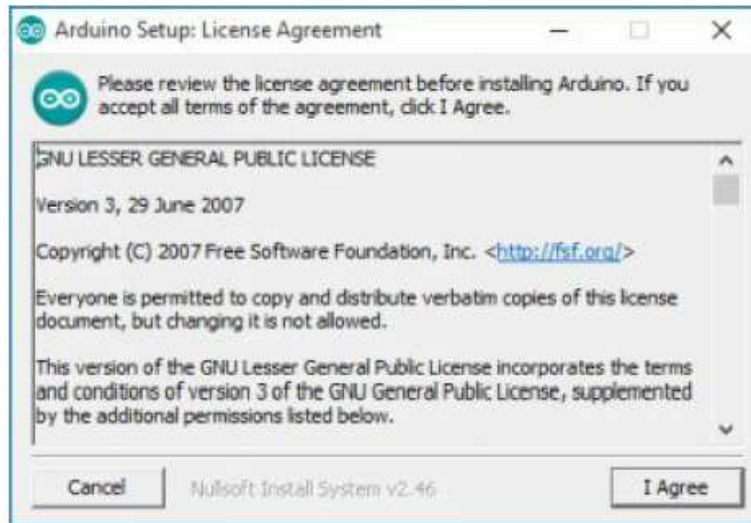 Arduino Setup: License Agreement
Please review the license agreement before installing Arduino. If you
accept all terms of the agreement, click I Agree.
GNU LESSER GENERAL PUBLIC LICENSE
Version 3, 29 June 2007
Copyright (C) 2007 Free Software Foundation, Inc. <http://fsf.org/>
Everyone is permitted to copy and distribute verbatim copies of this license
document, but changing it is not allowed.
This version of the GNU Lesser General Public License incorporates the terms
and conditions of version 3 of the GNU General Public License, supplemented
by the additional permissions listed below.
Cancel
Nullsoft Install System v2.46
I Agree